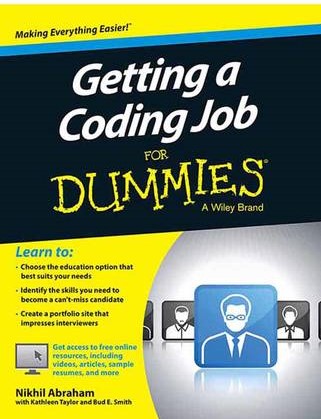 Making Everything Easier!™
Getting a
Coding Job
FOR
DUMMIES®
A Wiley Brand
Learn to:
• Choose the education option that
best suits your needs
• Identify the skills you need to
become a can't-miss candidate
• Create a portfolio site that
impresses interviewers
Get access to free online
resources, including
videos, articles, sample
resumes, and more
Nikhil Abraham
with Kathleen Taylor and Bud E. Smith